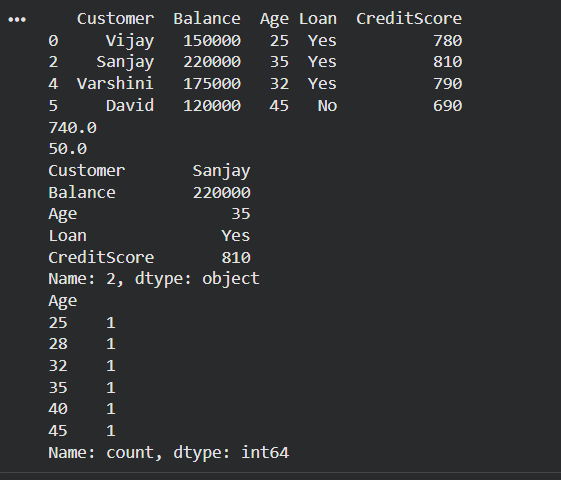 Customer  Balance  Age Loan  CreditScore
0     Vijay   150000   25  Yes          780
2    Sanjay   220000   35  Yes          810
4  Varshini   175000   32  Yes          790
5     David   120000   45   No          690
740.0
50.0
Customer       Sanjay
Balance        220000
Age                35
Loan              Yes
CreditScore       810
Name: 2, dtype: object
Age
25    1
28    1
32    1
35    1
40    1
45    1
Name: count, dtype: int64